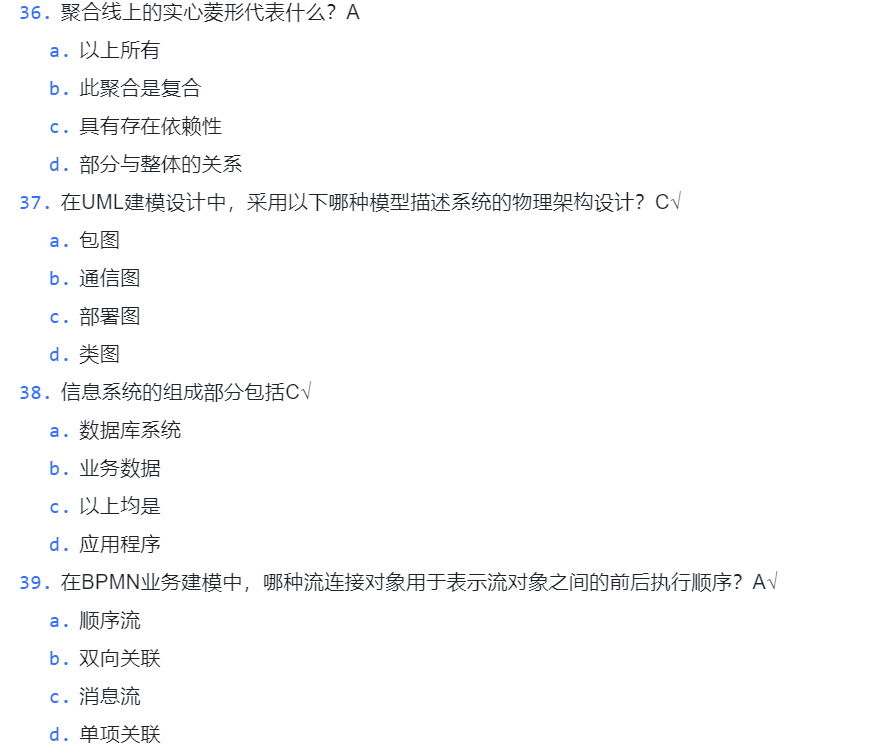 36. 聚合线上的实心菱形代表什么？A
a. 以上所有
b. 此聚合是复合
c. 具有存在依赖性
d. 部分与整体的关系
37. 在UML建模设计中，采用以下哪种模型描述系统的物理架构设计？C√
a. 包图
b. 通信图
c. 部署图
d. 类图
38. 信息系统的组成部分包括C√
a. 数据库系统
b. 业务数据
c. 以上均是
d. 应用程序
39. 在BPMN业务建模中，哪种流连接对象用于表示流对象之间的前后执行顺序？A√
a. 顺序流
b. 双向关联
c. 消息流
d. 单项关联